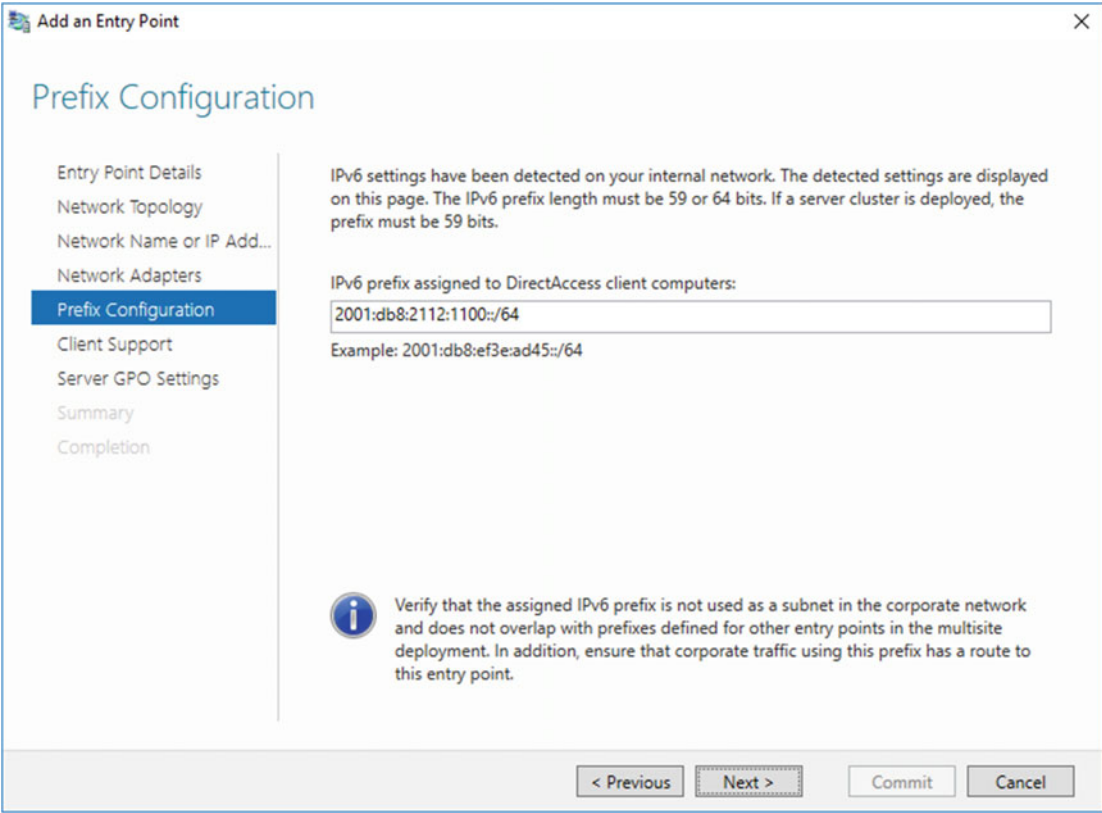 Add an Entry Point
Prefix Configuration
Entry Point Details
Network Topology
Network Name or IP Add...
Network Adapters
Prefix Configuration
Client Support
Server GPO Settings
Summary
Completion
IPv6 settings have been detected on your internal network. The detected settings are displayed
on this page. The IPv6 prefix length must be 59 or 64 bits. If a server cluster is deployed, the
prefix must be 59 bits.
IPv6 prefix assigned to DirectAccess client computers:
2001:db8:2112:1100::/64
Example: 2001:db8:ef3e:ad45::/64
Verify that the assigned IPv6 prefix is not used as a subnet in the corporate network
and does not overlap with prefixes defined for other entry points in the multisite
deployment. In addition, ensure that corporate traffic using this prefix has a route to
this entry point.
< Previous
Next >
Commit
Cancel